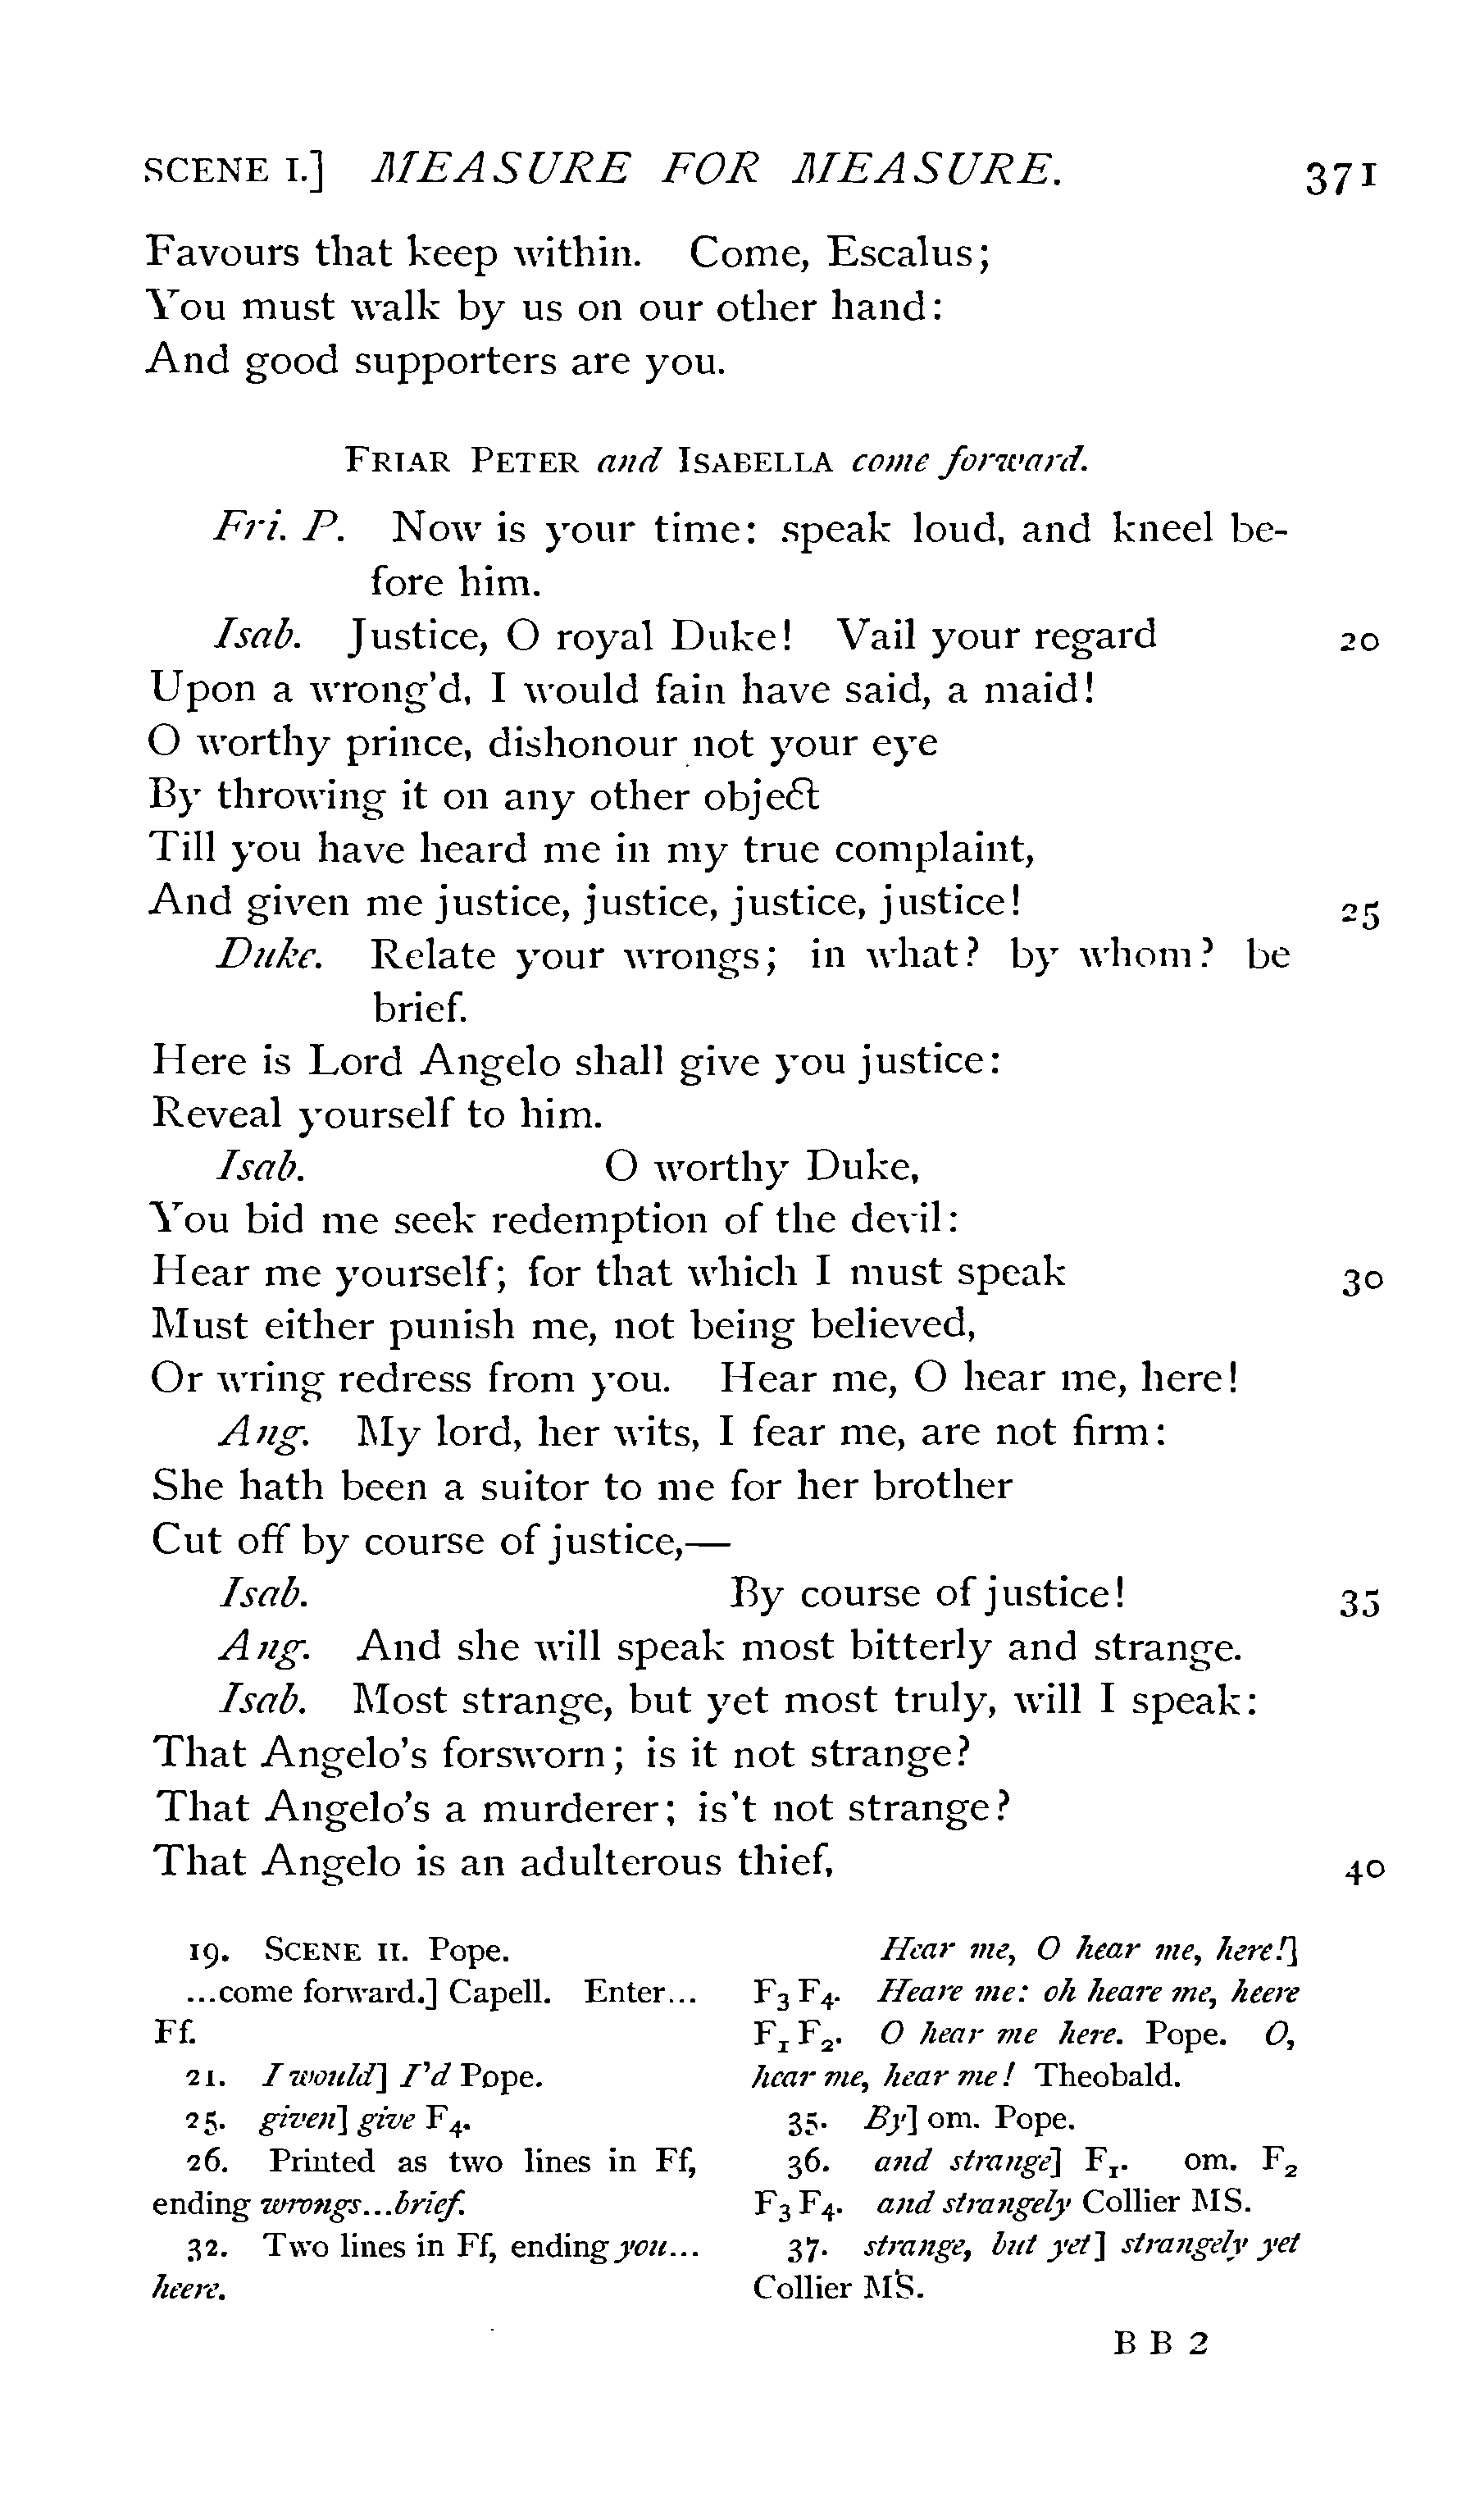 SCENE I.] MEASURE FOR MEASURE. 371
Favours that keep within. Come, Escalus;
You must walk by us on our other hand:
And good supporters are you.
FRIAR PETER and ISABELLA come forward.
Fri. P. Now is your time: speak loud, and kneel be-
fore him.
Isab. Justice, O royal Duke! Vail your regard 20
Upon a wrong'd, I would fain have said, a maid!
O worthy prince, dishonour not your eye
By throwing it on any other object
Till you have heard me in my true complaint,
And given me justice, justice, justice, justice! 25
Duke. Relate your wrongs; in what? by whom? be
brief.
Here is Lord Angelo shall give you justice:
Reveal yourself to him.
Isab. O worthy Duke,
You bid me seek redemption of the devil:
Hear me yourself; for that which I must speak 30
Must either punish me, not being believed,
Or wring redress from you. Hear me, O hear me, here!
Ang. My lord, her wits, I fear me, are not firm:
She hath been a suitor to me for her brother
Cut off by course of justice,—
Isab. By course of justice! 35
Ang. And she will speak most bitterly and strange.
Isab. Most strange, but yet most truly, will I speak:
That Angelo's forsworn; is it not strange?
That Angelo's a murderer; is't not strange?
That Angelo is an adulterous thief, 40
19. SCENE II. Pope.
...come forward.] Capell. Enter...
Ff.
21. I would] I'd Pope.
25. given] give F4.
26. Printed as two lines in Ff,
ending wrongs...brief.
32. Two lines in Ff, ending you...
heere.
Hear me, O hear me, here!]
F3 F4. Heare me: oh heare me, heere
F1 F2. O hear me here. Pope. O,
hear me, hear me! Theobald.
35. By] om. Pope.
36. and strange] F1. om. F2
F3 F4. and strangely Collier MS.
37. strange, but yet] strangely yet
Collier MS.
B B 2